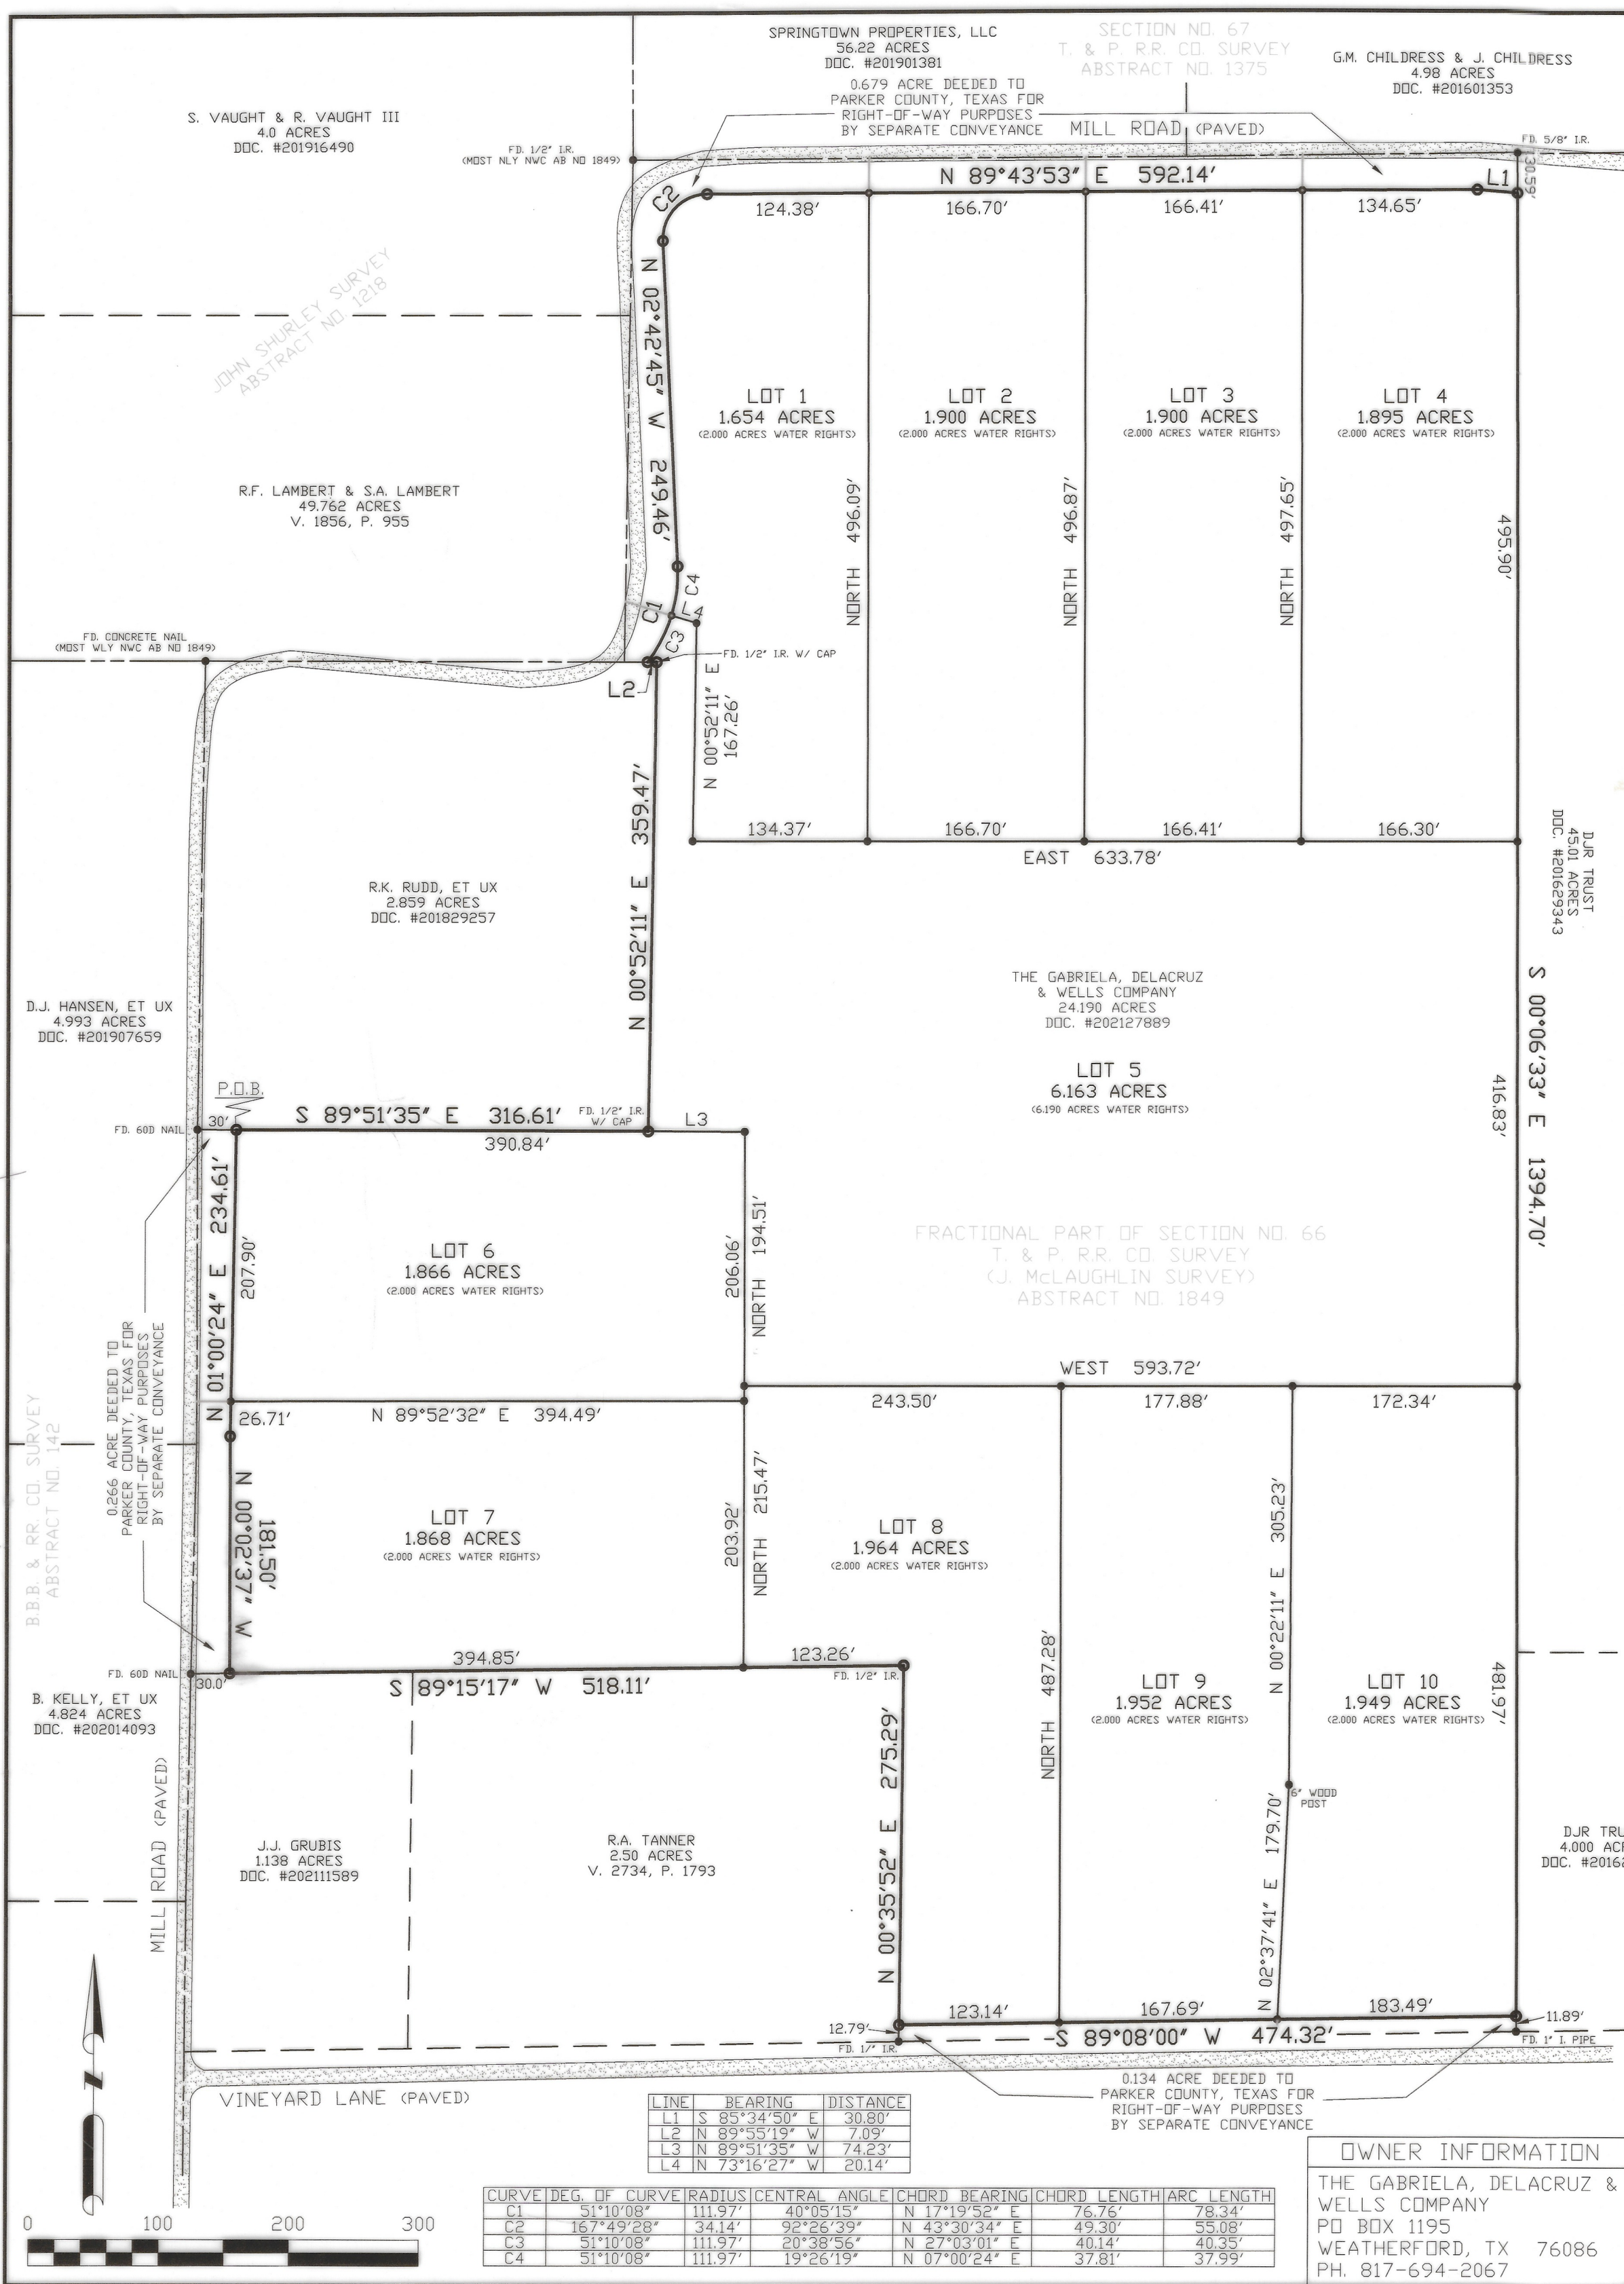 SPRINGTOWN PROPERTIES, LLC
56.22 ACRES
DOC. #201901381
SECTION NO. 67
T. & P. R.R. CO. SURVEY
ABSTRACT NO. 1375
G.M. CHILDRESS & J. CHILDRESS
4.98 ACRES
DOC. #201601353
0.679 ACRE DEEDED TO
PARKER COUNTY, TEXAS FOR
RIGHT-OF-WAY PURPOSES
BY SEPARATE CONVEYANCE
MILL ROAD (PAVED)
S. VAUGHT & R. VAUGHT III
4.0 ACRES
DOC. #201916490
FD. 1/2" I.R.
(MOST NLY NWC AB NO 1849)
FD. 5/8" I.R.
30.59'
N 89°43'53" E 592.14'
L1
C2
124.38'
166.70'
166.41'
134.65'
JOHN SHURLEY SURVEY
ABSTRACT NO. 1218
N 02°42'45" W 249.46'
LOT 1
1.654 ACRES
(2.000 ACRES WATER RIGHTS)
LOT 2
1.900 ACRES
(2.000 ACRES WATER RIGHTS)
LOT 3
1.900 ACRES
(2.000 ACRES WATER RIGHTS)
LOT 4
1.895 ACRES
(2.000 ACRES WATER RIGHTS)
R.F. LAMBERT & S.A. LAMBERT
49.762 ACRES
V. 1856, P. 955
NORTH 496.09'
NORTH 496.87'
NORTH 497.65'
495.90'
C1
C4
L4
C3
FD. CONCRETE NAIL
(MOST WLY NWC AB NO 1849)
FD. 1/2" I.R. W/ CAP
L2
N 00°52'11" E
167.26'
N 00°52'11" E 359.47'
134.37'
166.70'
166.41'
166.30'
EAST 633.78'
DJR TRUST
45.01 ACRES
DOC. #201629343
R.K. RUDD, ET UX
2.859 ACRES
DOC. #201829257
THE GABRIELA, DELACRUZ
& WELLS COMPANY
24.190 ACRES
DOC. #202127889
S 00°06'33" E 1394.70'
D.J. HANSEN, ET UX
4.993 ACRES
DOC. #201907659
LOT 5
6.163 ACRES
(6.190 ACRES WATER RIGHTS)
416.83'
P.O.B.
FD. 60D NAIL
30'
S 89°51'35" E 316.61'
FD. 1/2" I.R.
W/ CAP
L3
390.84'
N 01°00'24" E 234.61'
207.90'
LOT 6
1.866 ACRES
(2.000 ACRES WATER RIGHTS)
206.06'
NORTH 194.51'
FRACTIONAL PART OF SECTION NO. 66
T. & P. R.R. CO. SURVEY
(J. McLAUGHLIN SURVEY)
ABSTRACT NO. 1849
0.266 ACRE DEEDED TO
PARKER COUNTY, TEXAS FOR
RIGHT-OF-WAY PURPOSES
BY SEPARATE CONVEYANCE
WEST 593.72'
243.50'
177.88'
172.34'
26.71'
N 89°52'32" E 394.49'
B.B.B. & RR. CO. SURVEY
ABSTRACT NO. 142
N 00°02'37" W
181.50'
LOT 7
1.868 ACRES
(2.000 ACRES WATER RIGHTS)
203.92'
NORTH 215.47'
LOT 8
1.964 ACRES
(2.000 ACRES WATER RIGHTS)
N 00°22'11" E 305.23'
NORTH 487.28'
LOT 9
1.952 ACRES
(2.000 ACRES WATER RIGHTS)
LOT 10
1.949 ACRES
(2.000 ACRES WATER RIGHTS)
481.97'
FD. 60D NAIL
30.0'
394.85'
123.26'
FD. 1/2" I.R.
S 89°15'17" W 518.11'
B. KELLY, ET UX
4.824 ACRES
DOC. #202014093
N 00°35'52" E 275.29'
6" WOOD
POST
N 02°37'41" E 179.70'
MILL ROAD (PAVED)
J.J. GRUBIS
1.138 ACRES
DOC. #202111589
R.A. TANNER
2.50 ACRES
V. 2734, P. 1793
DJR TRU
4.000 AC
DOC. #2016
123.14'
167.69'
183.49'
12.79'
11.89'
S 89°08'00" W 474.32'
FD. 1" I. PIPE
0.134 ACRE DEEDED TO
PARKER COUNTY, TEXAS FOR
RIGHT-OF-WAY PURPOSES
BY SEPARATE CONVEYANCE
VINEYARD LANE (PAVED)
LINE BEARING DISTANCE
L1 S 85°34'50" E 30.80'
L2 N 89°55'19" W 7.09'
L3 N 89°51'35" W 74.23'
L4 N 73°16'27" W 20.14'
CURVE DEG. OF CURVE RADIUS CENTRAL ANGLE CHORD BEARING CHORD LENGTH ARC LENGTH
C1 51°10'08" 111.97' 40°05'15" N 17°19'52" E 76.76' 78.34'
C2 167°49'28" 34.14' 92°26'39" N 43°30'34" E 49.30' 55.08'
C3 51°10'08" 111.97' 20°38'56" N 27°03'01" E 40.14' 40.35'
C4 51°10'08" 111.97' 19°26'19" N 07°00'24" E 37.81' 37.99'
0 100 200 300
OWNER INFORMATION
THE GABRIELA, DELACRUZ &
WELLS COMPANY
PO BOX 1195
WEATHERFORD, TX 76086
PH. 817-694-2067